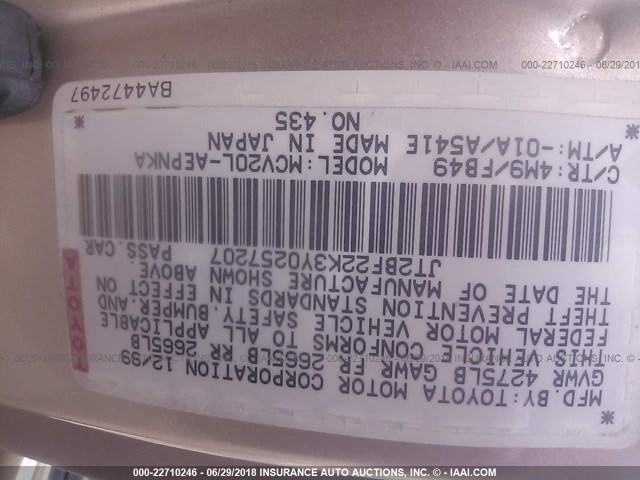 MFD.BY:TOYOTA MOTOR CORPORATION 12/99
GVWR 4275LB GAWR FR 2665LB RR 2665LB
THIS VEHICLE CONFORMS TO ALL APPLICABLE
FEDERAL MOTOR VEHICLE SAFETY,BUMPER,AND
THEFT PREVENTION STANDARDS IN EFFECT ON
THE DATE OF MANUFACTURE SHOWN ABOVE.
JT2BF22K3Y0257207 PASS.CAR
TOYOTA
C/TR:4M9/FB49 MODEL:MCV20L-AEPNKA
A/TM:-01A/A541E MADE IN JAPAN
NO.435
BA4472497
000-22710246 - 06/29/2018 INSURANCE AUTO AUCTIONS, INC. - © IAAI.COM